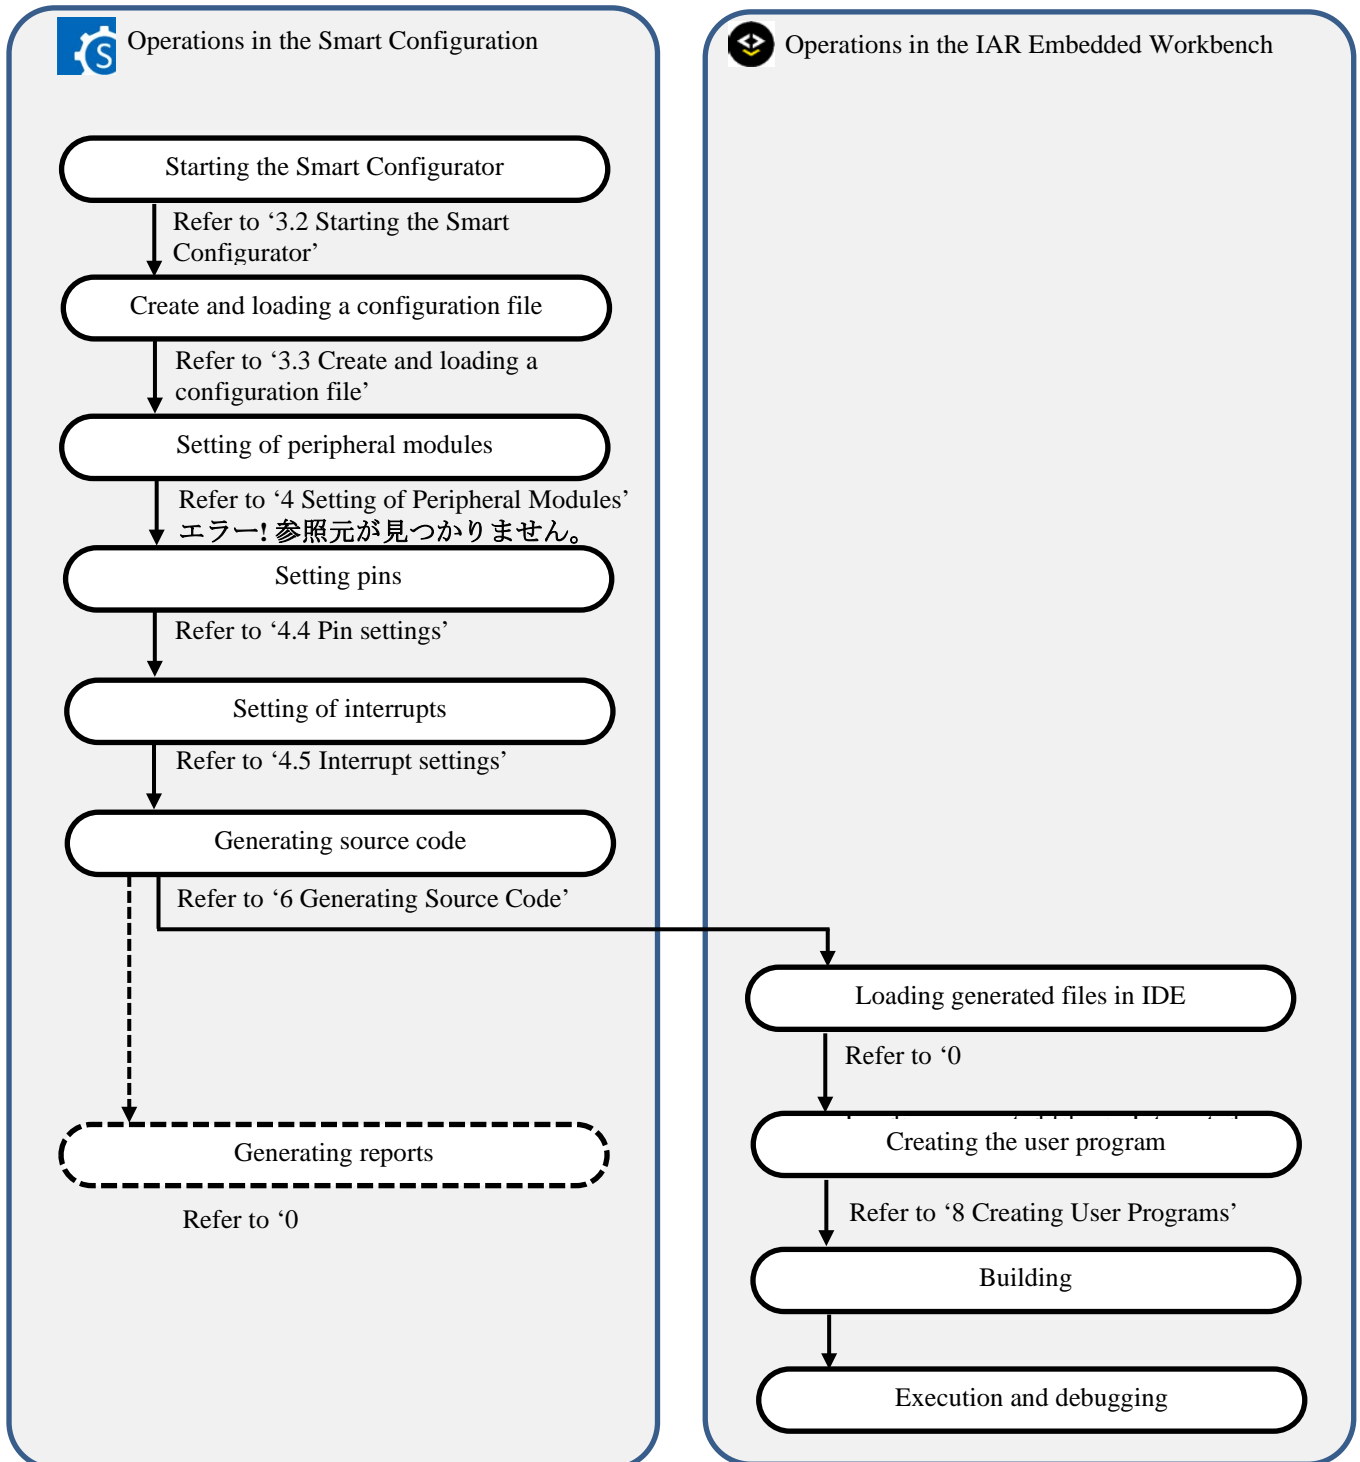 Operations in the Smart Configuration
Starting the Smart Configurator
Refer to ‘3.2 Starting the Smart
Configurator’
Create and loading a configuration file
Refer to ‘3.3 Create and loading a
configuration file’
Setting of peripheral modules
Refer to ‘4 Setting of Peripheral Modules’
エラー! 参照元が見つかりません。
Setting pins
Refer to ‘4.4 Pin settings’
Setting of interrupts
Refer to ‘4.5 Interrupt settings’
Generating source code
Refer to ‘6 Generating Source Code’
Generating reports
Refer to ‘0
Operations in the IAR Embedded Workbench
Loading generated files in IDE
Refer to ‘0
Creating the user program
Refer to ‘8 Creating User Programs’
Building
Execution and debugging